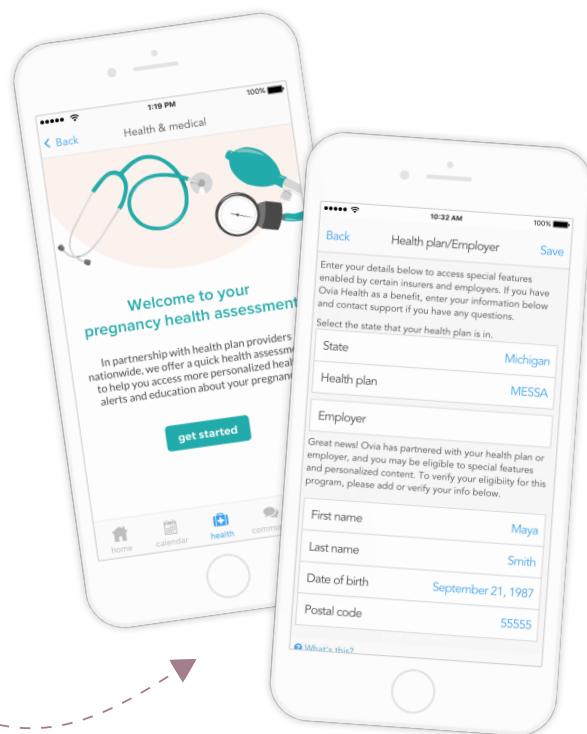 1:19 PM
100%
Back
Health & medical
Welcome to your
pregnancy health assessment
In partnership with health plan providers
nationwide, we offer a quick health
to help you access more personalized
alerts and education about your
get started
home
calendar
health
10:32 AM
100%
Back
Health plan/Employer
Save
Enter your details below to access special features
enabled by certain insurers and employers. If you have
Ovia Health as a benefit, enter your information below
and contact support if you have any questions.
Select the state that your health plan is in.
State Michigan
Health plan MESSA
Employer
Great news! Ovia has partnered with your health plan or
employer, and you may be eligible to special features
and personalized content. To verify your eligibiity for this
program, please add or verify your info below.
First name Maya
Last name Smith
Date of birth September 21, 1987
Postal code 55555
What's this?